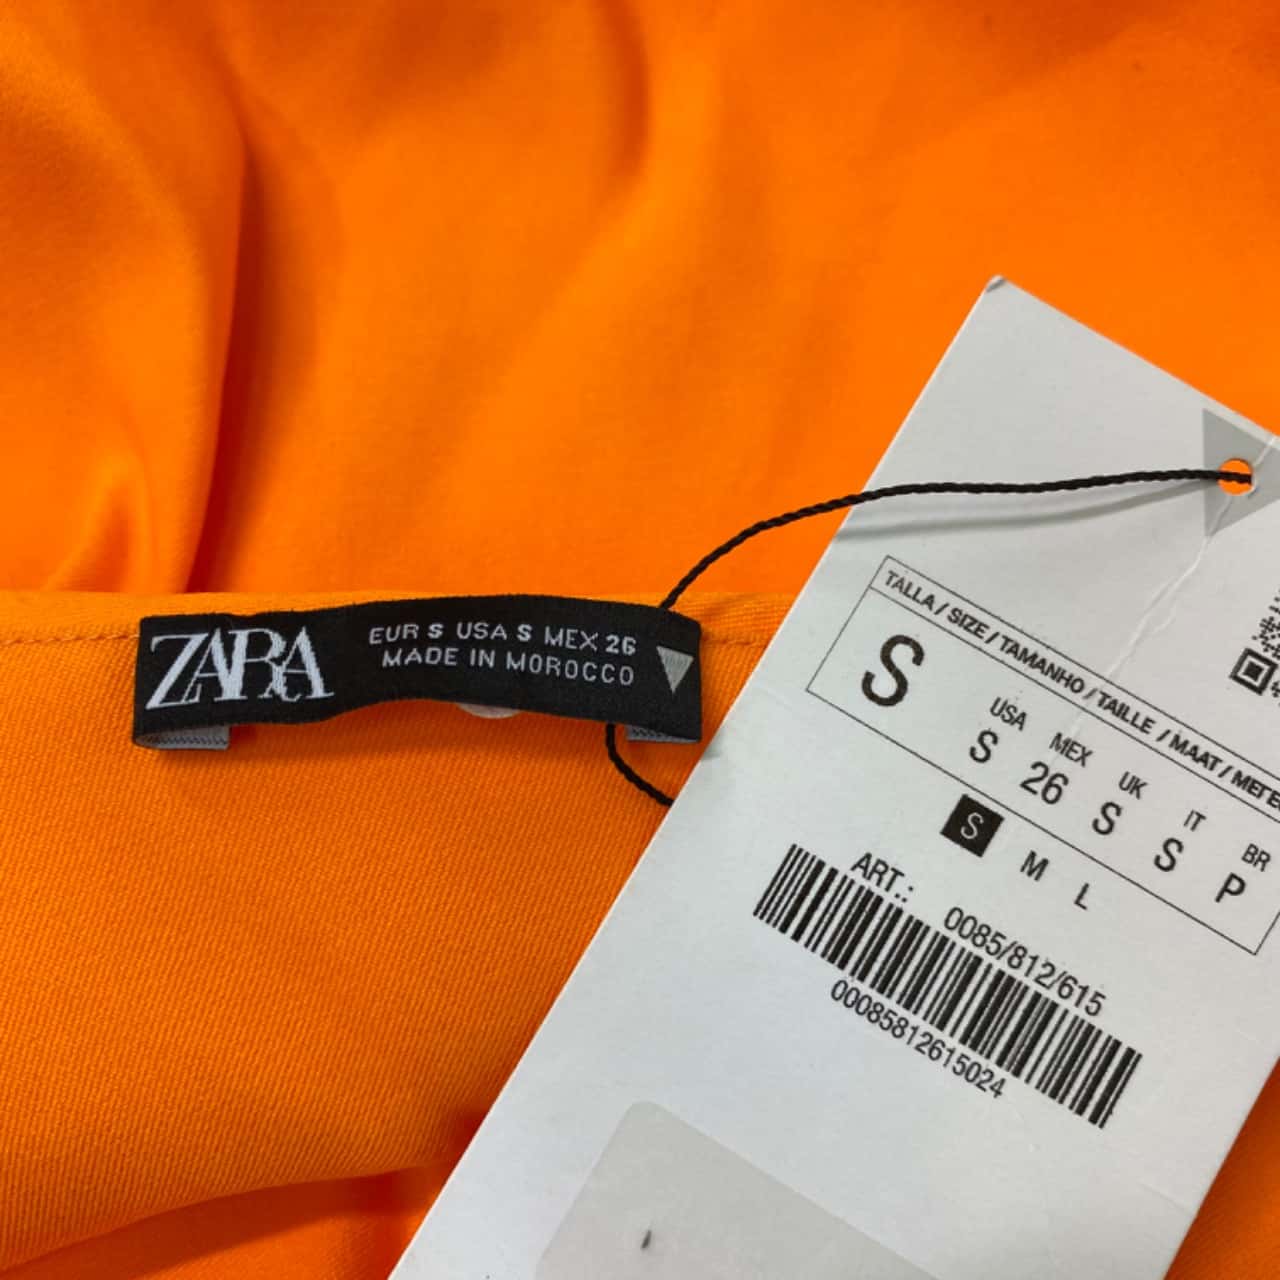 ZARA
EUR S USA S MEX 26
MADE IN MOROCCO
TALLA / SIZE / TAMANHO / TAILLE / MAAT /
S
USA MEX UK IT BR
S 26 S S P
S M L
ART.: 0085/812/615
00085812615024